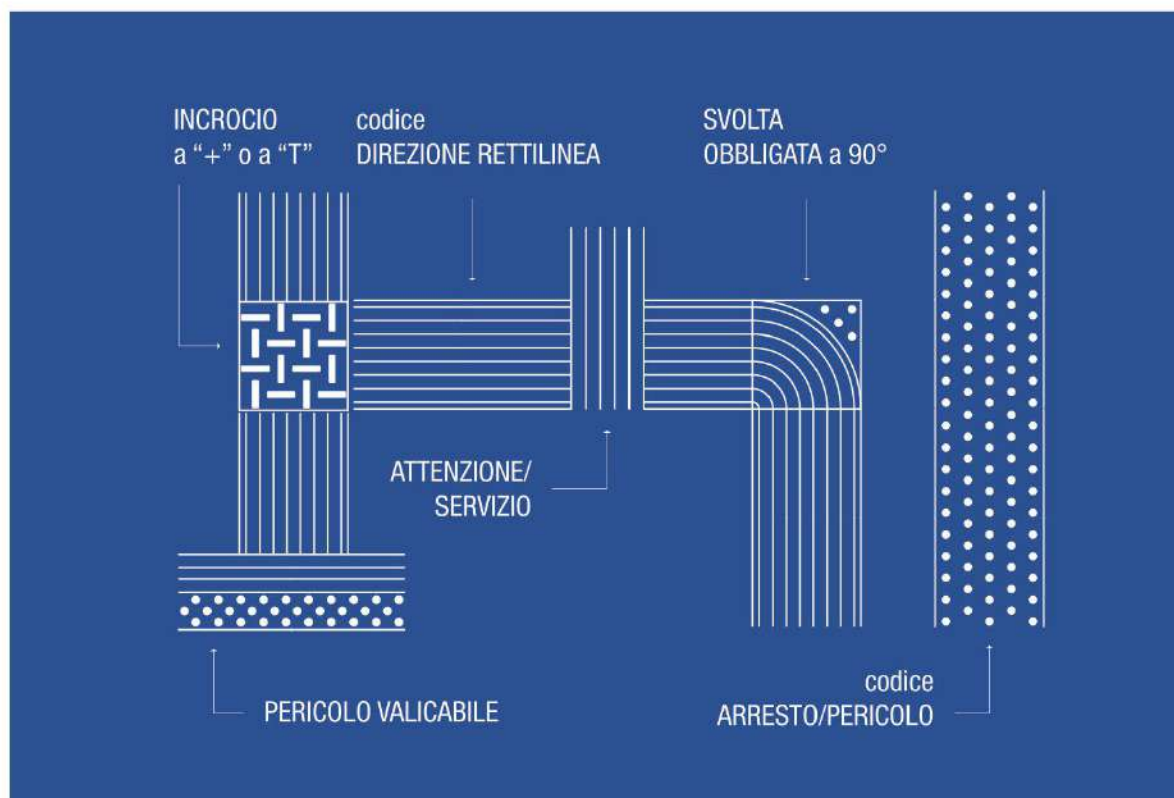 INCROCIO
a “+” o a “T”
codice
DIREZIONE RETTILINEA
SVOLTA
OBBLIGATA a 90°
ATTENZIONE/
SERVIZIO
PERICOLO VALICABILE
codice
ARRESTO/PERICOLO